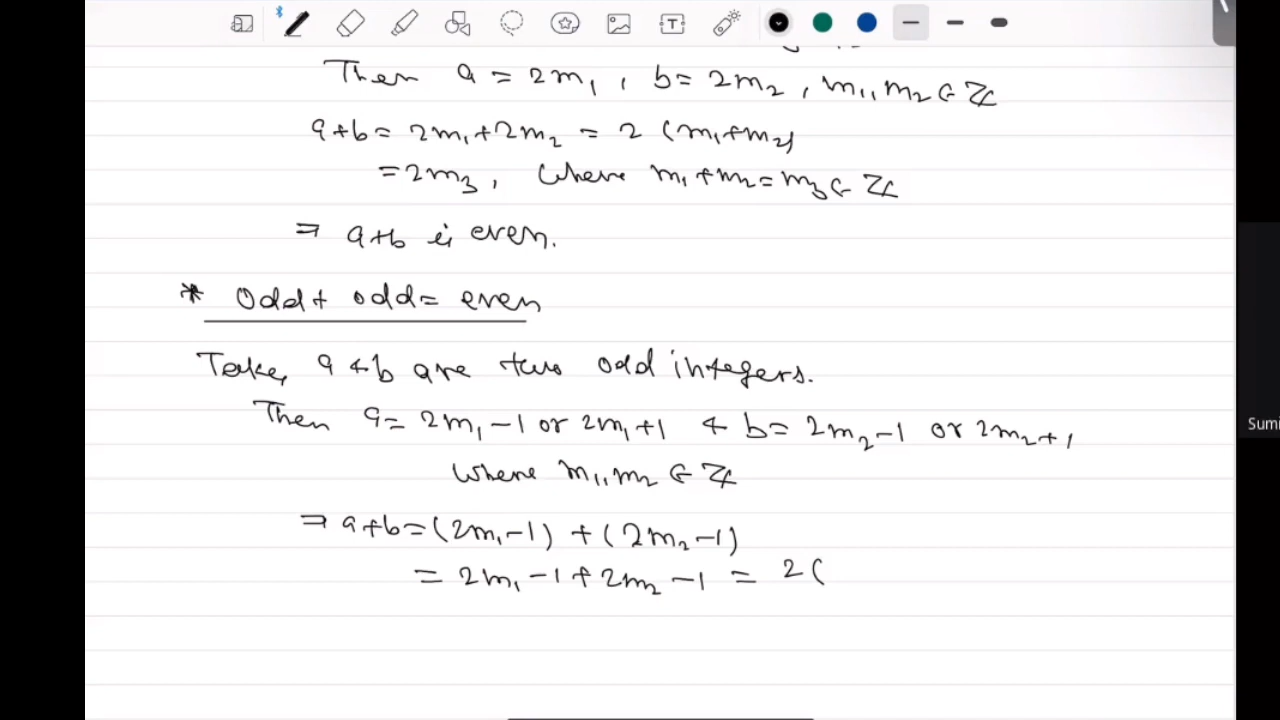 Then a = 2m₁, b = 2m₂, m₁, m₂ ∈ ℤ
a+b = 2m₁+2m₂ = 2 (m₁+m₂)
= 2m₃, where m₁+m₂ = m₃ ∈ ℤ
⇒ a+b is even.
* Odd + odd = even
Take, a & b are two odd integers.
Then a = 2m₁-1 or 2m₁+1 & b = 2m₂-1 or 2m₂+1
where m₁, m₂ ∈ ℤ
⇒ a+b = (2m₁-1) + (2m₂-1)
= 2m₁-1+2m₂-1 = 2(
Sumi